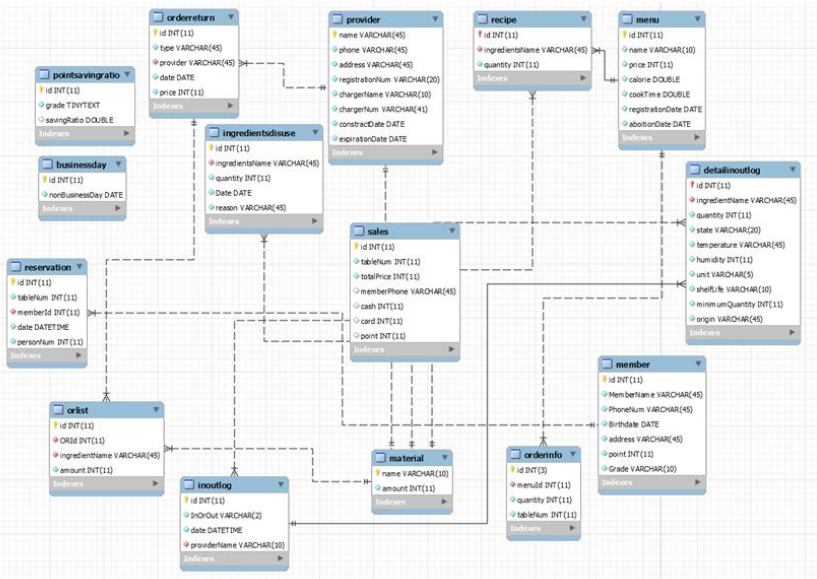 orderreturn
id INT(11)
type VARCHAR(45)
provider VARCHAR(45)
date DATE
price INT(11)
Indexes
provider
name VARCHAR(45)
phone VARCHAR(45)
address VARCHAR(45)
registrationNum VARCHAR(20)
chargerName VARCHAR(10)
chargerNum VARCHAR(41)
constractDate DATE
expirationDate DATE
Indexes
recipe
id INT(11)
ingredientsName VARCHAR(45)
quantity INT(11)
Indexes
menu
id INT(11)
name VARCHAR(10)
price INT(11)
calorie DOUBLE
cookTime DOUBLE
registrationDate DATE
abolitionDate DATE
Indexes
pointsavingratio
id INT(11)
grade TINYTEXT
savingRatio DOUBLE
Indexes
ingredientsdisuse
id INT(11)
ingredientsName VARCHAR(45)
quantity INT(11)
Date DATE
reason VARCHAR(45)
Indexes
businessday
id INT(11)
nonBusinessDay DATE
Indexes
detailinoutlog
id INT(11)
ingredientName VARCHAR(45)
quantity INT(11)
state VARCHAR(20)
temperature VARCHAR(45)
humidity INT(11)
unit VARCHAR(5)
shelfLife VARCHAR(10)
minimumQuantity INT(11)
origin VARCHAR(45)
Indexes
sales
id INT(11)
tableNum INT(11)
totalPrice INT(11)
memberPhone VARCHAR(45)
cash INT(11)
card INT(11)
point INT(11)
Indexes
reservation
id INT(11)
tableNum INT(11)
memberId INT(11)
date DATETIME
personNum INT(11)
Indexes
member
id INT(11)
MemberName VARCHAR(45)
PhoneNum VARCHAR(45)
Birthdate DATE
address VARCHAR(45)
point INT(11)
Grade VARCHAR(10)
Indexes
orlist
id INT(11)
ORId INT(11)
ingredientName VARCHAR(45)
amount INT(11)
Indexes
material
name VARCHAR(10)
amount INT(11)
Indexes
orderinfo
id INT(3)
menuId INT(11)
quantity INT(11)
tableNum INT(11)
Indexes
inoutlog
id INT(11)
InOrOut VARCHAR(2)
date DATETIME
providerName VARCHAR(10)
Indexes